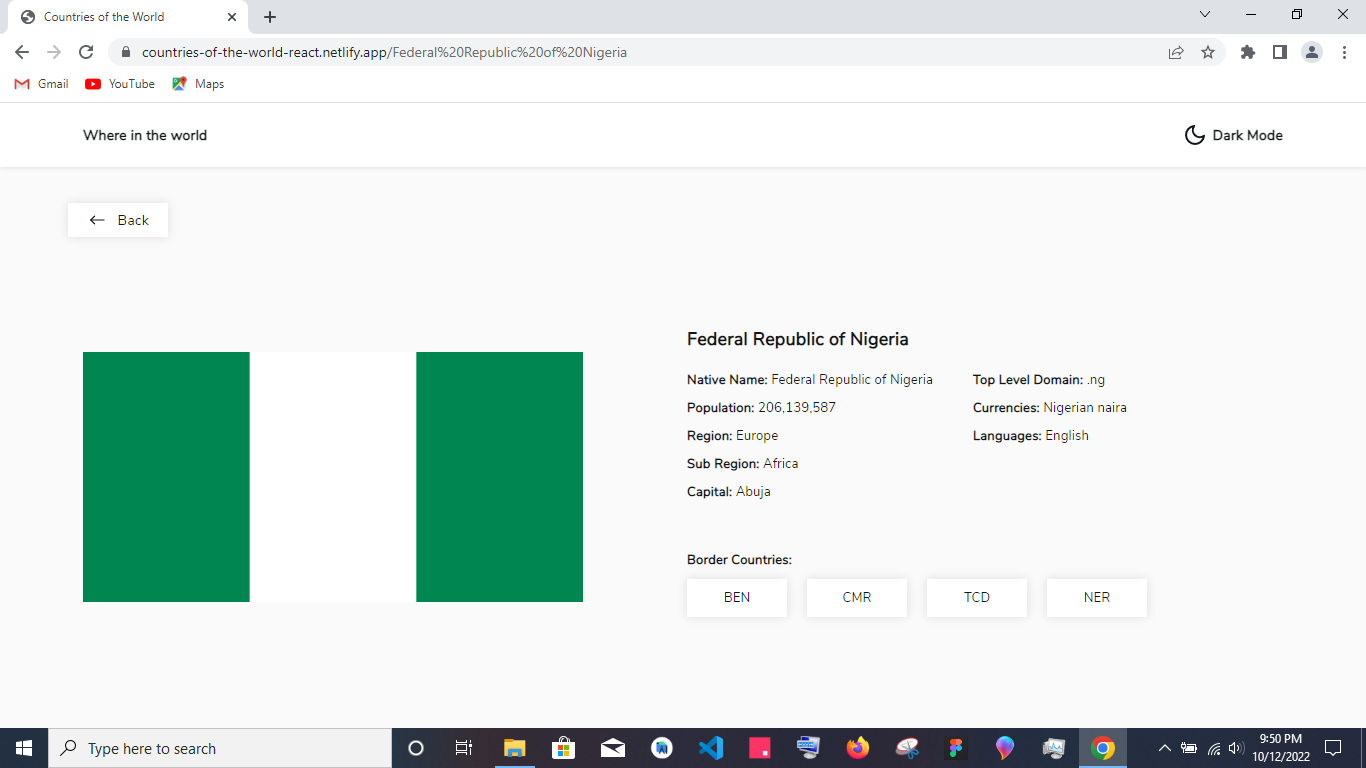 Countries of the World
countries-of-the-world-react.netlify.app/Federal%20Republic%20of%20Nigeria
Gmail YouTube Maps
Where in the world
Dark Mode
Back
Federal Republic of Nigeria
Native Name: Federal Republic of Nigeria
Population: 206,139,587
Region: Europe
Sub Region: Africa
Capital: Abuja
Top Level Domain: .ng
Currencies: Nigerian naira
Languages: English
Border Countries:
BEN CMR TCD NER
Type here to search
9:50 PM
10/12/2022